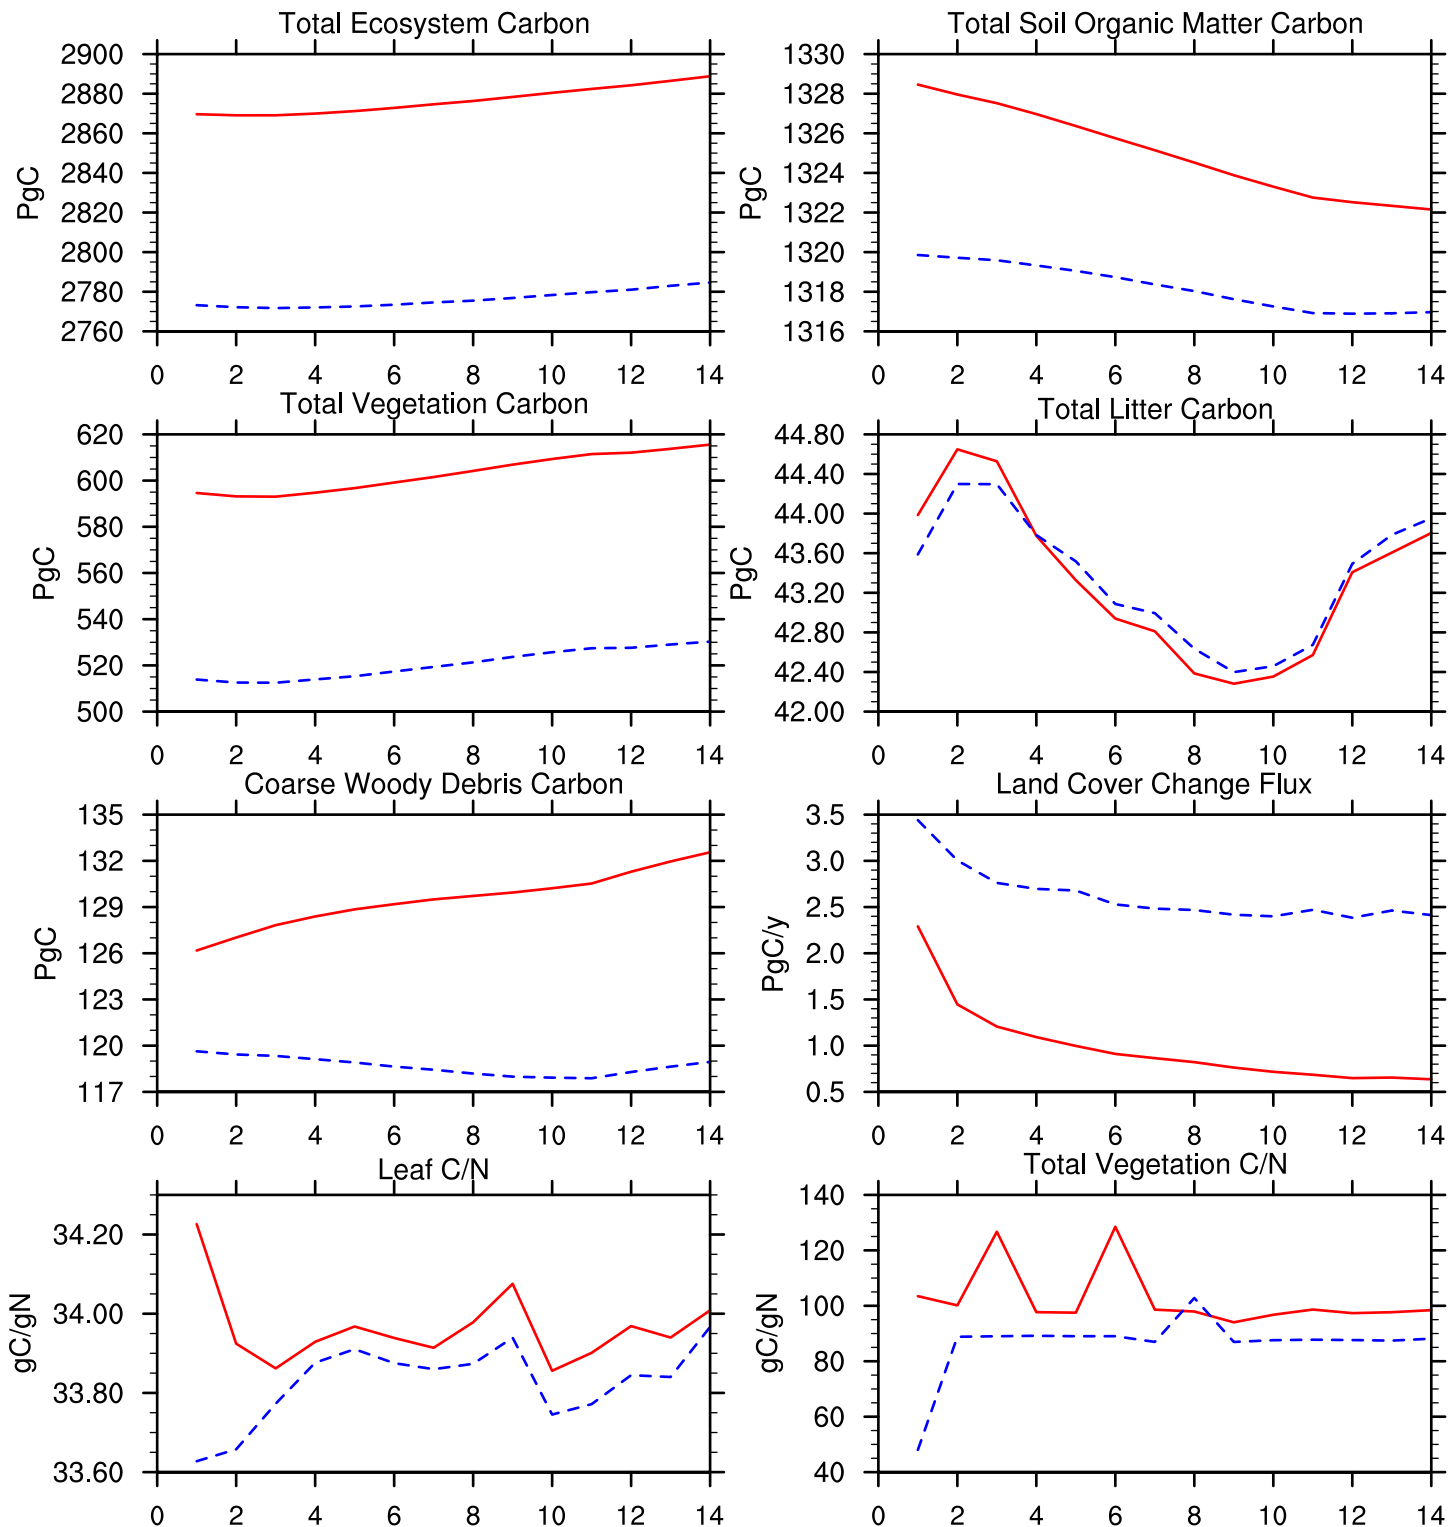 Total Ecosystem Carbon
PgC
2900
2880
2860
2840
2820
2800
2780
2760
0 2 4 6 8 10 12 14
Total Soil Organic Matter Carbon
PgC
1330
1328
1326
1324
1322
1320
1318
1316
0 2 4 6 8 10 12 14
Total Vegetation Carbon
PgC
620
600
580
560
540
520
500
0 2 4 6 8 10 12 14
Total Litter Carbon
PgC
44.80
44.40
44.00
43.60
43.20
42.80
42.40
42.00
0 2 4 6 8 10 12 14
Coarse Woody Debris Carbon
PgC
135
132
129
126
123
120
117
0 2 4 6 8 10 12 14
Land Cover Change Flux
PgC/y
3.5
3.0
2.5
2.0
1.5
1.0
0.5
0 2 4 6 8 10 12 14
Leaf C/N
gC/gN
34.20
34.00
33.80
33.60
0 2 4 6 8 10 12 14
Total Vegetation C/N
gC/gN
140
120
100
80
60
40
0 2 4 6 8 10 12 14